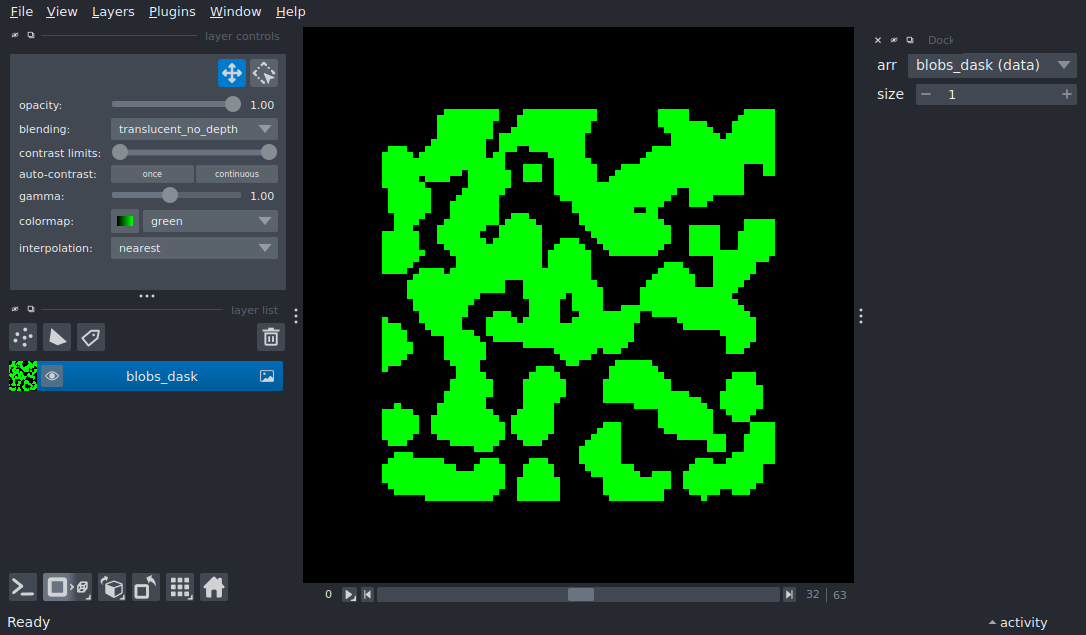 File View Layers Plugins Window Help
layer controls
opacity: 1.00
blending: translucent_no_depth
contrast limits:
auto-contrast: once continuous
gamma: 1.00
colormap: green
interpolation: nearest
layer list
blobs_dask
0 32 63
Ready
activity
Dock
arr blobs_dask (data)
size 1